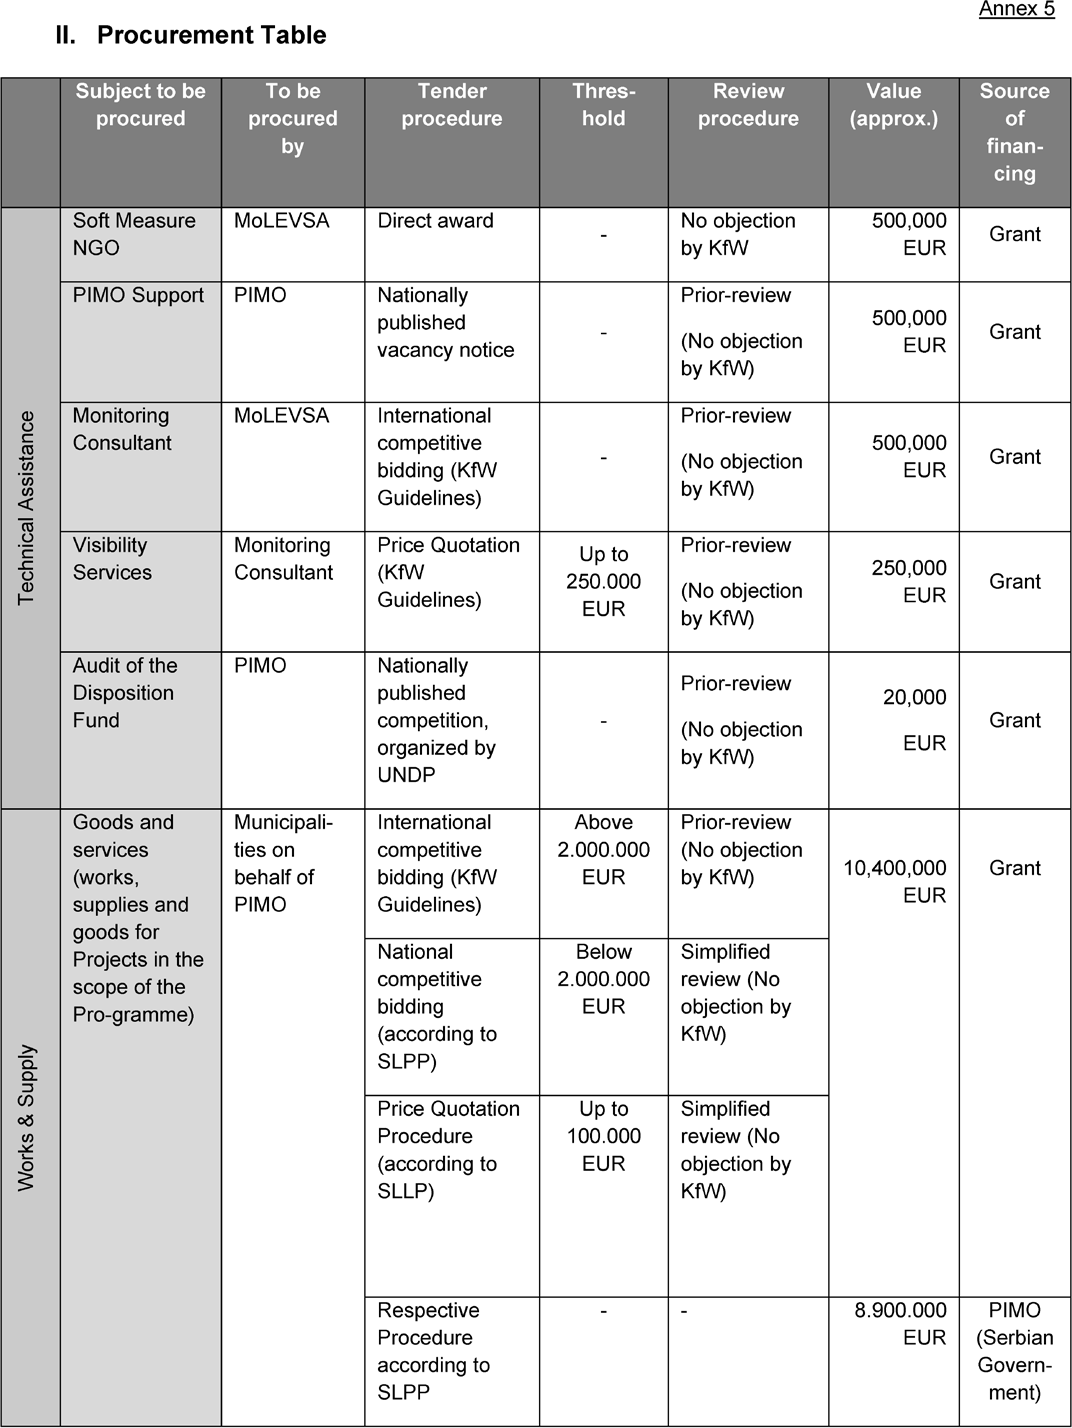 Annex 5
II. Procurement Table
Subject to be
procured
To be
procured
by
Tender
procedure
Thres-
hold
Review
procedure
Value
(approx.)
Source
of
finan-
cing
Technical Assistance
Soft Measure
NGO
MoLEVSA
Direct award
-
No objection
by KfW
500,000
EUR
Grant
PIMO Support
PIMO
Nationally
published
vacancy notice
-
Prior-review
(No objection
by KfW)
500,000
EUR
Grant
Monitoring
Consultant
MoLEVSA
International
competitive
bidding (KfW
Guidelines)
-
Prior-review
(No objection
by KfW)
500,000
EUR
Grant
Visibility
Services
Monitoring
Consultant
Price Quotation
(KfW
Guidelines)
Up to
250.000
EUR
Prior-review
(No objection
by KfW)
250,000
EUR
Grant
Audit of the
Disposition
Fund
PIMO
Nationally
published
competition,
organized by
UNDP
-
Prior-review
(No objection
by KfW)
20,000
EUR
Grant
Works & Supply
Goods and
services
(works,
supplies and
goods for
Projects in the
scope of the
Pro-gramme)
Municipali-
ties on
behalf of
PIMO
International
competitive
bidding (KfW
Guidelines)
Above
2.000.000
EUR
Prior-review
(No objection
by KfW)
10,400,000
EUR
Grant
National
competitive
bidding
(according to
SLPP)
Below
2.000.000
EUR
Simplified
review (No
objection by
KfW)
Price Quotation
Procedure
(according to
SLLP)
Up to
100.000
EUR
Simplified
review (No
objection by
KfW)
Respective
Procedure
according to
SLPP
-
-
8.900.000
EUR
PIMO
(Serbian
Govern-
ment)